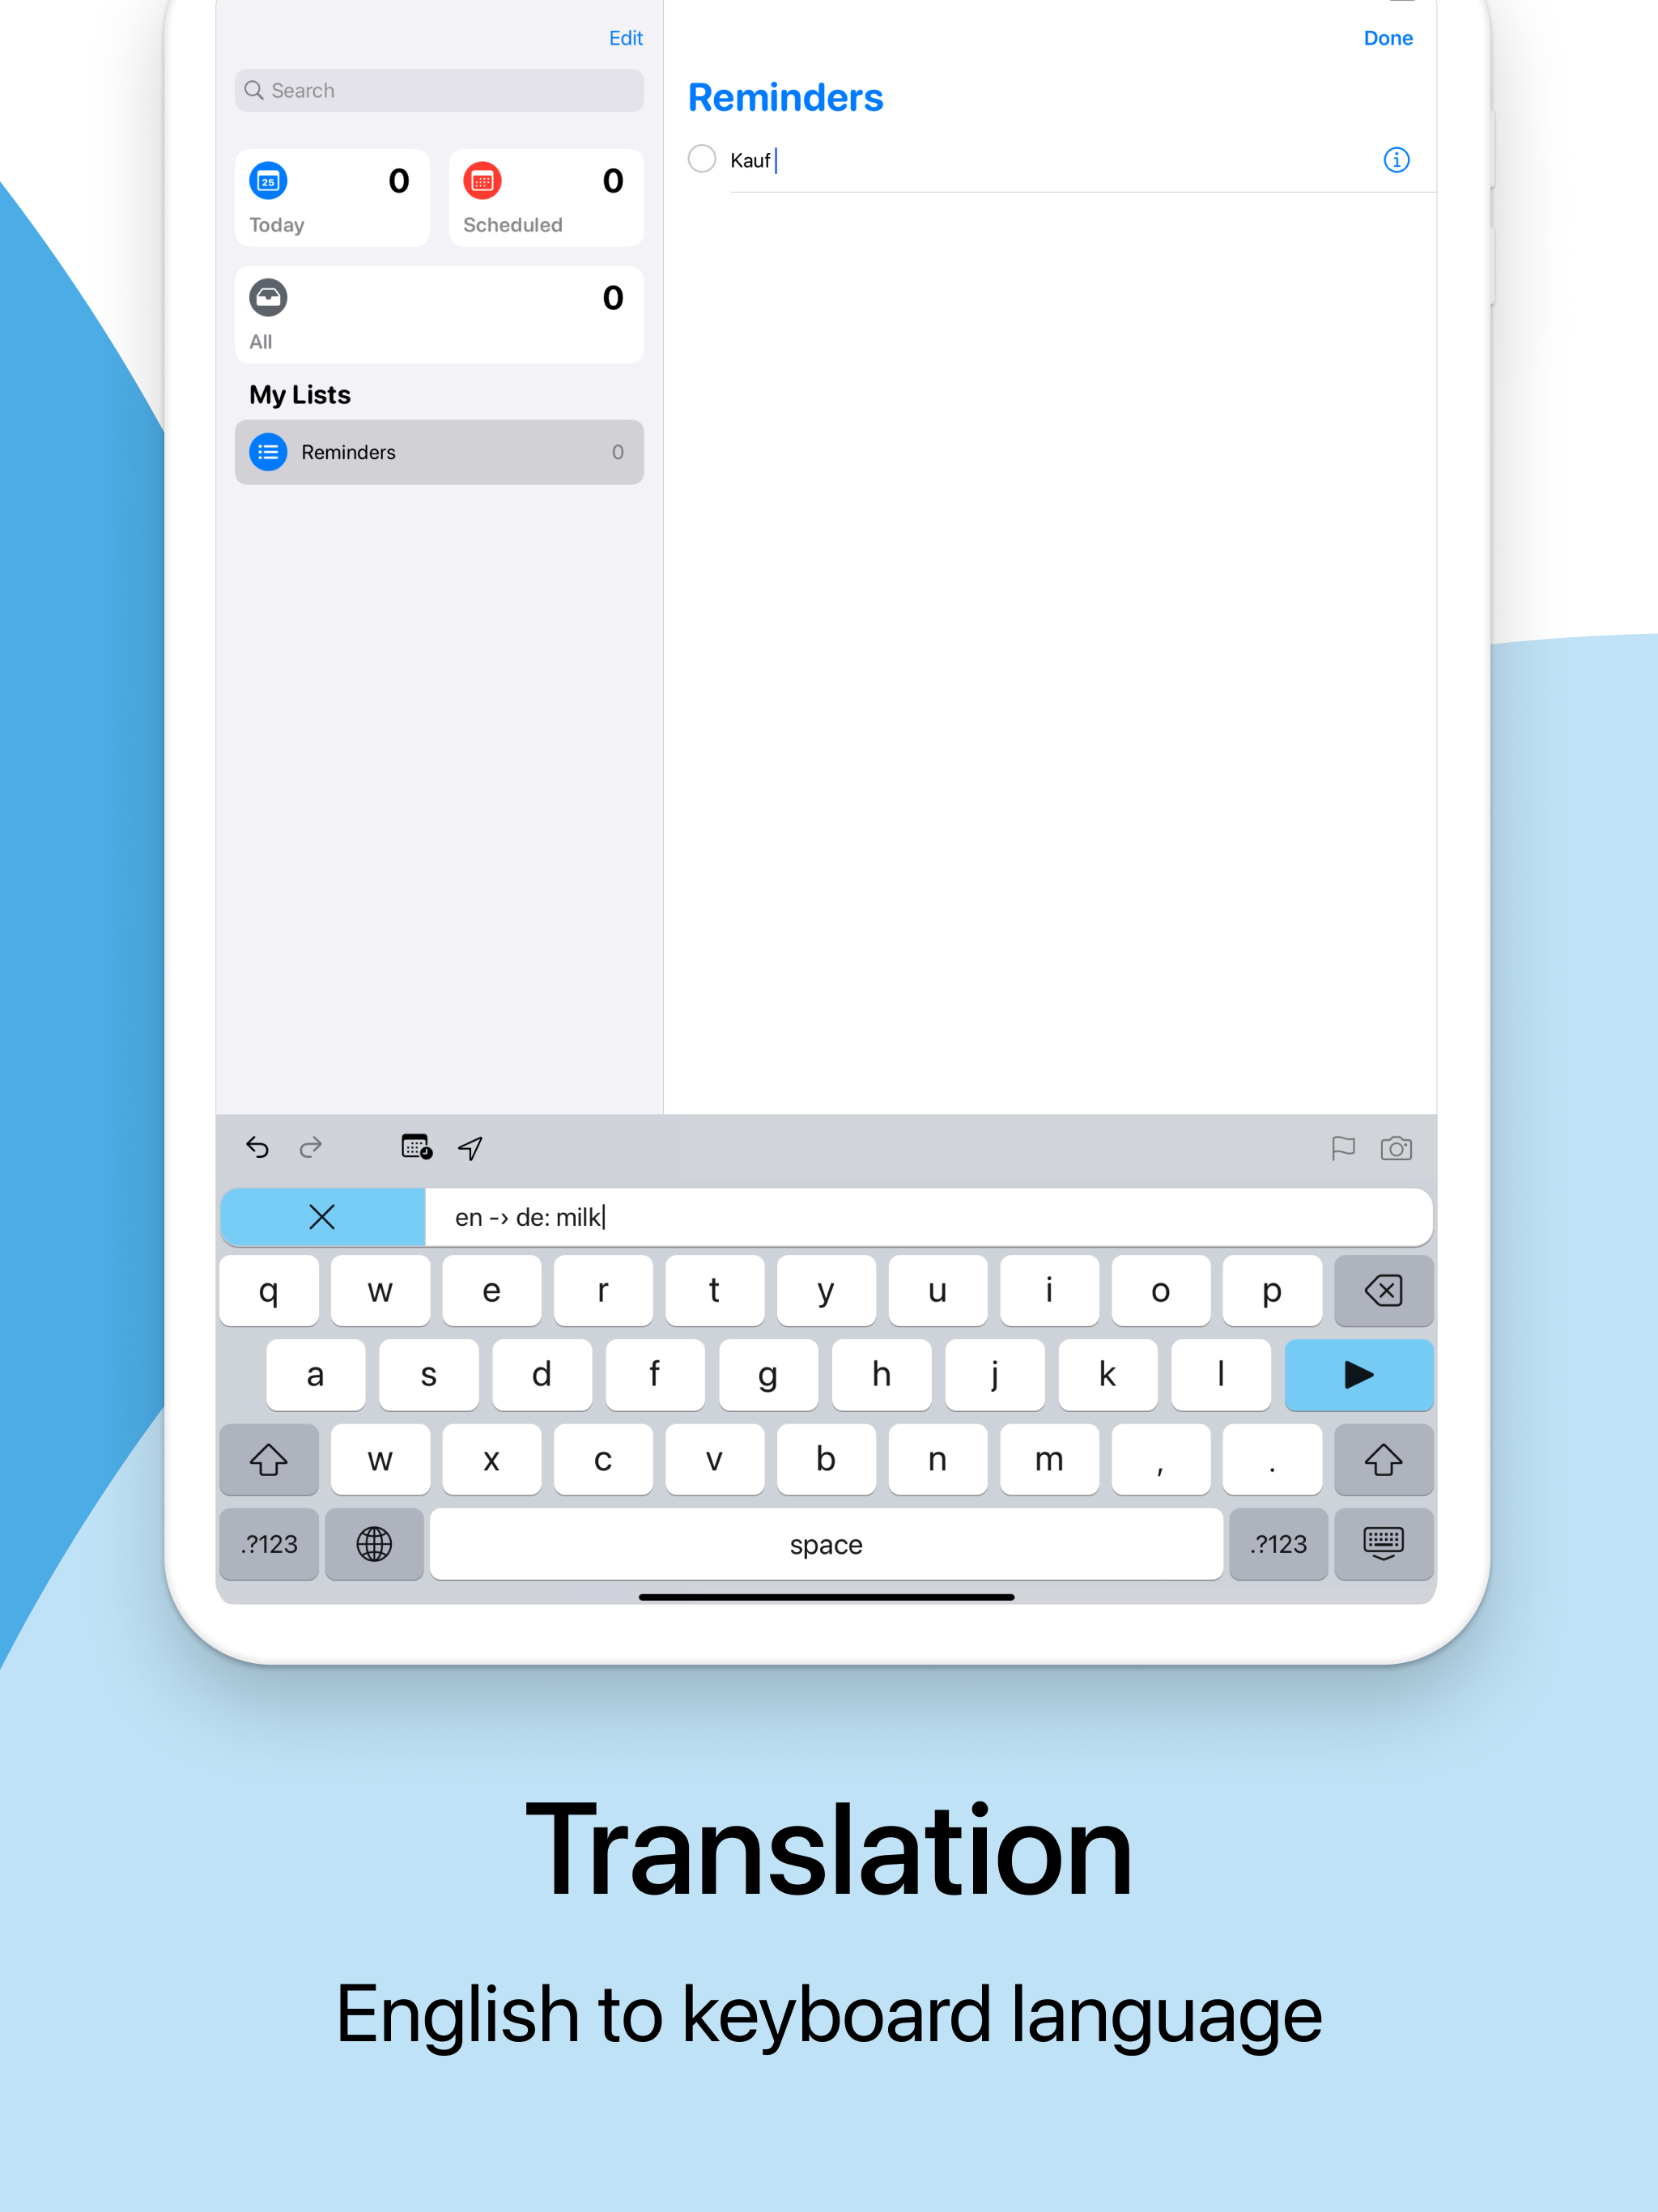 Edit
Done
Search
Reminders
Kauf
25
0
0
Today
Scheduled
0
All
My Lists
Reminders
0
en -› de: milk
q w e r t y u i o p
a s d f g h j k l
w x c v b n m , .
.?123
space
.?123
Translation
English to keyboard language